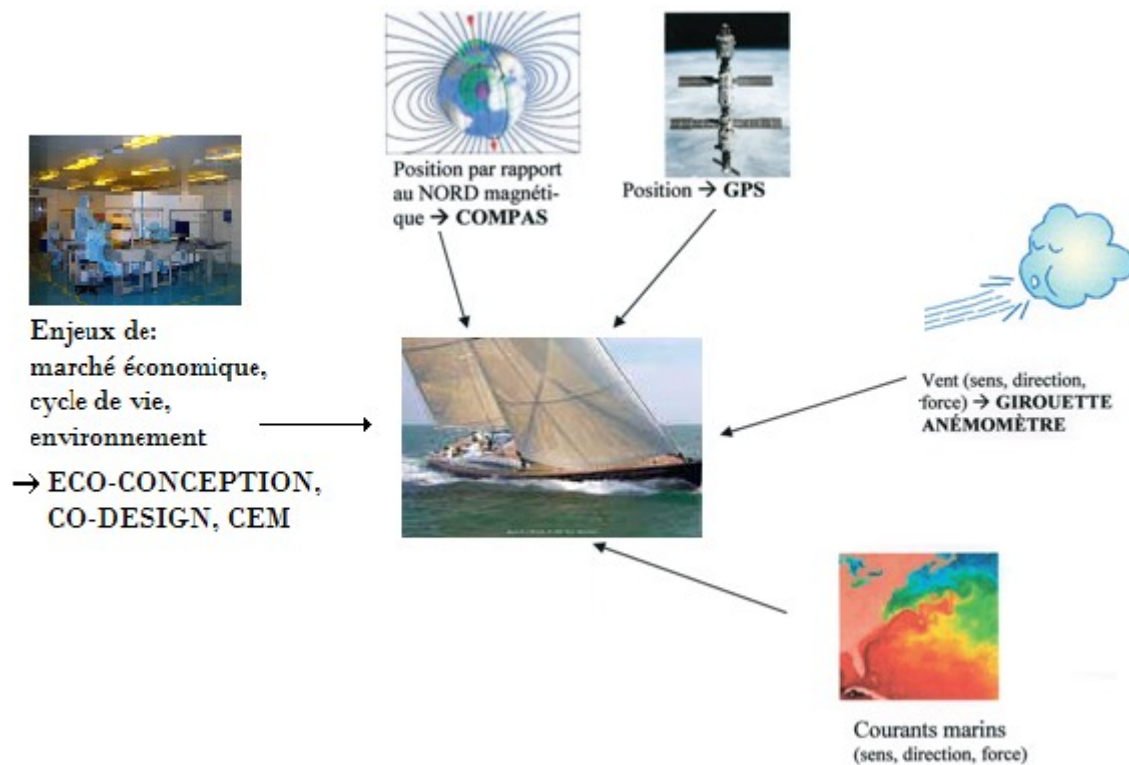 Position par rapport
au NORD magnéti-
que → COMPAS
Position → GPS
Enjeux de:
marché économique,
cycle de vie,
environnement
→ ECO-CONCEPTION,
CO-DESIGN, CEM
Vent (sens, direction,
force) → GIROUETTE
ANÉMOMÈTRE
Courants marins
(sens, direction, force)